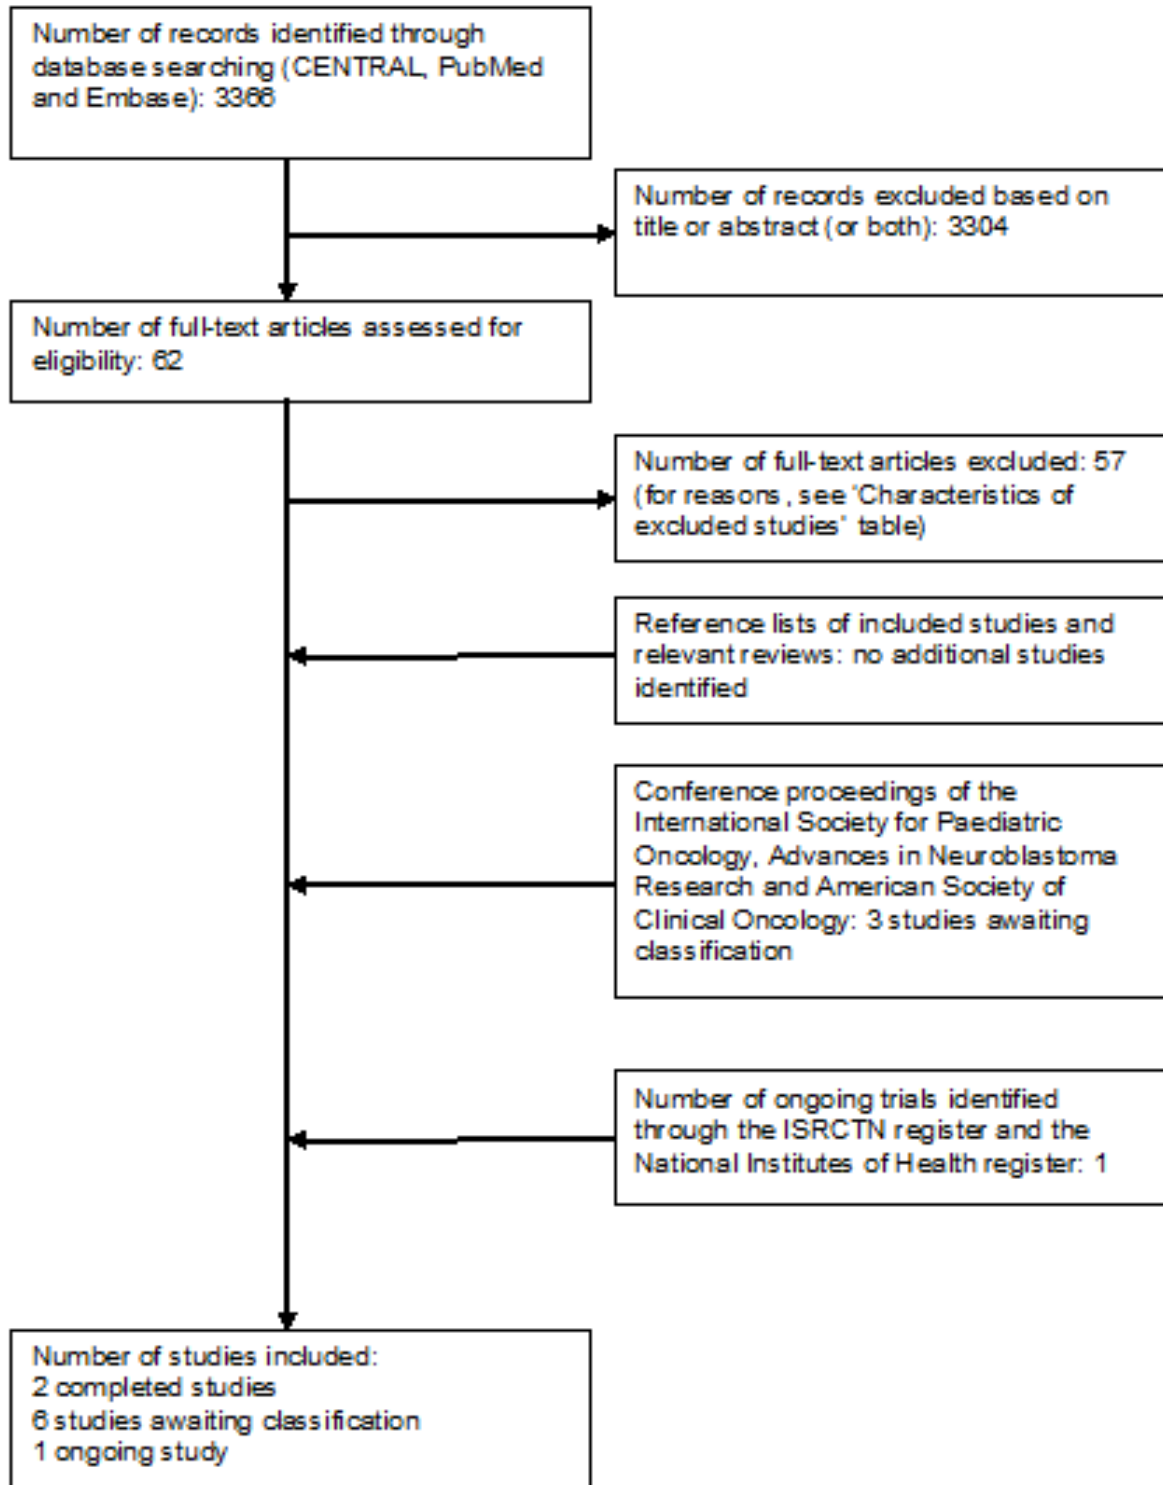 Number of records identified through
database searching (CENTRAL, PubMed
and Embase): 3366
Number of records excluded based on
title or abstract (or both): 3304
Number of full-text articles assessed for
eligibility: 62
Number of full-text articles excluded: 57
(for reasons, see 'Characteristics of
excluded studies' table)
Reference lists of included studies and
relevant reviews: no additional studies
identified
Conference proceedings of the
International Society for Paediatric
Oncology, Advances in Neuroblastoma
Research and American Society of
Clinical Oncology: 3 studies awaiting
classification
Number of ongoing trials identified
through the ISRCTN register and the
National Institutes of Health register: 1
Number of studies included:
2 completed studies
6 studies awaiting classification
1 ongoing study